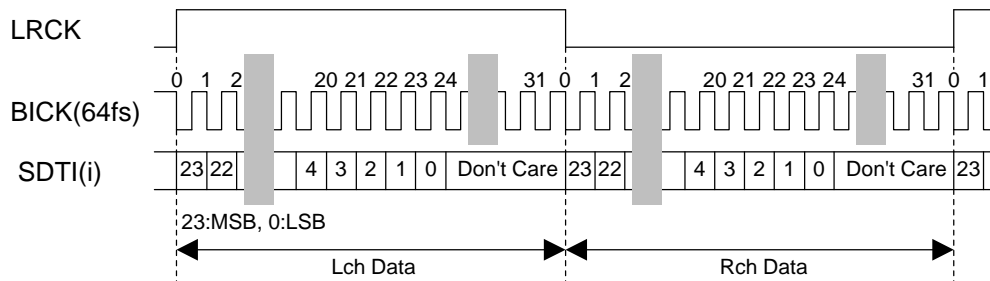 LRCK
0 1 2 20 21 22 23 24 31 0 1 2 20 21 22 23 24 31 0 1
BICK(64fs)
SDTI(i) 23 22 4 3 2 1 0 Don't Care 23 22 4 3 2 1 0 Don't Care 23
23:MSB, 0:LSB
Lch Data Rch Data